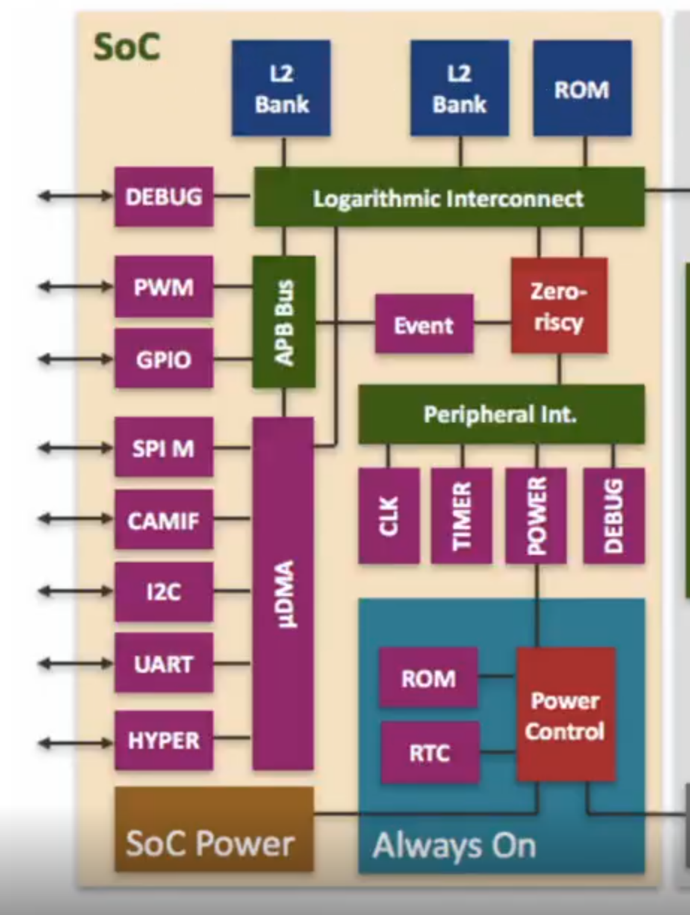 SoC
L2
Bank
L2
Bank
ROM
DEBUG
Logarithmic Interconnect
PWM
APB Bus
Zero-
riscy
Event
GPIO
Peripheral Int.
SPI M
CLK
TIMER
POWER
DEBUG
CAMIF
µDMA
I2C
UART
ROM
Power
Control
HYPER
RTC
SoC Power
Always On